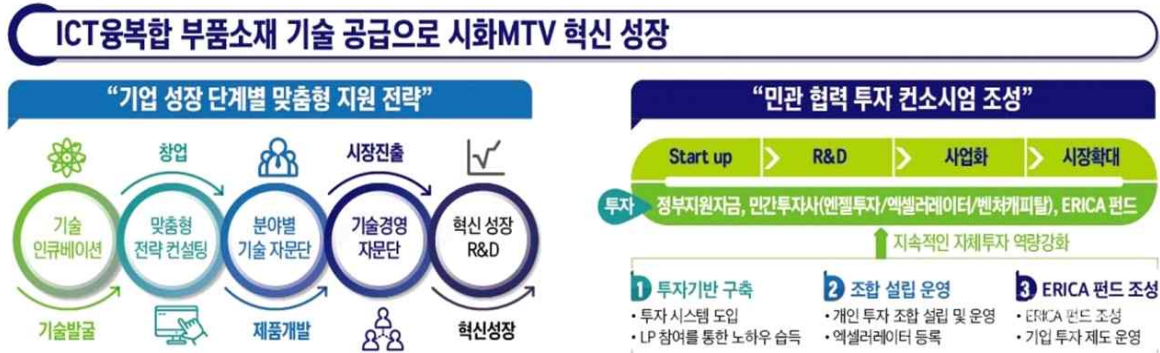 ICT융복합 부품소재 기술 공급으로 시화MTV 혁신 성장
“기업 성장 단계별 맞춤형 지원 전략”
창업
시장진출
기술
인큐베이션
맞춤형
전략 컨설팅
분야별
기술 자문단
기술경영
자문단
혁신 성장
R&D
기술발굴
제품개발
혁신성장
“민관 협력 투자 컨소시엄 조성”
Start up
R&D
사업화
시장확대
투자
정부지원자금, 민간투자사(엔젤투자/엑셀러레이터/벤처캐피탈), ERICA 펀드
지속적인 자체투자 역량강화
1 투자기반 구축
• 투자 시스템 도입
• LP 참여를 통한 노하우 습득
2 조합 설립 운영
• 개인 투자 조합 설립 및 운영
• 엑셀러레이터 등록
3 ERICA 펀드 조성
• ERICA 펀드 조성
• 기업 투자 제도 운영